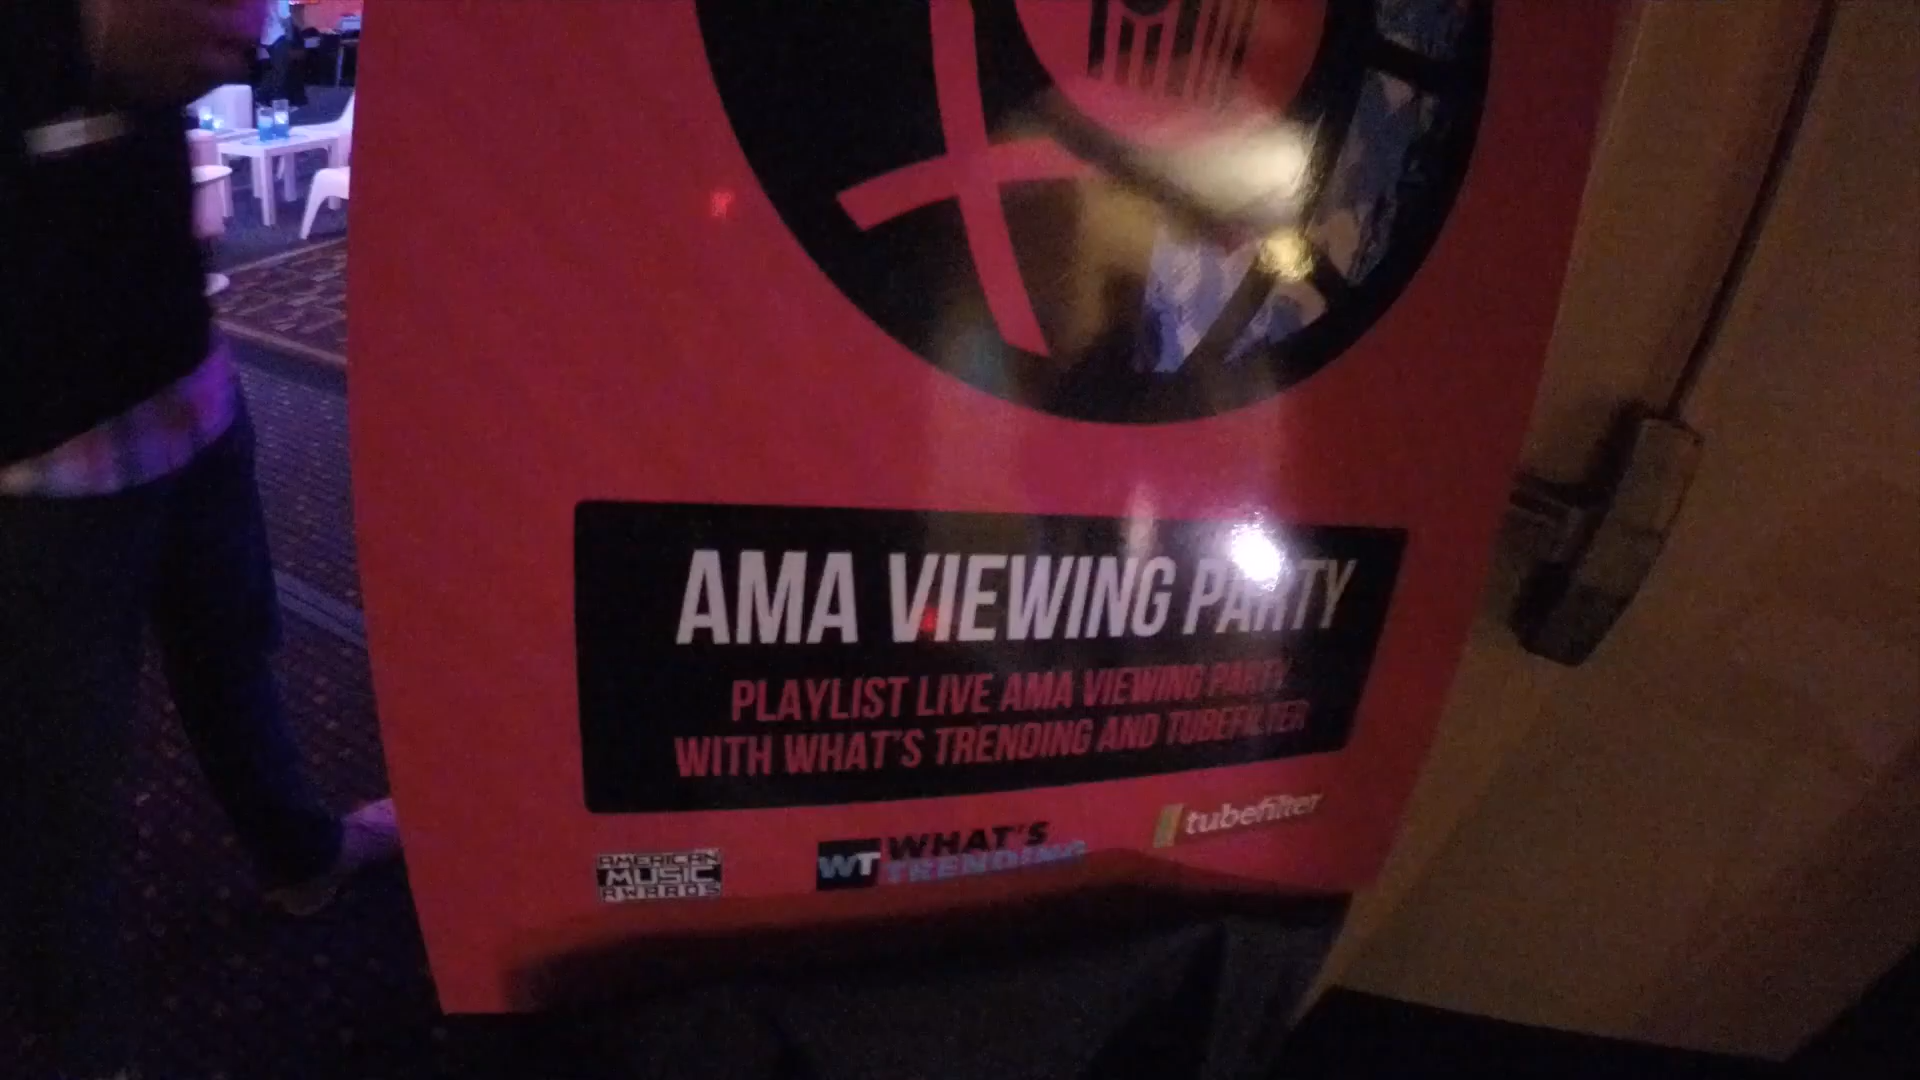 AMA VIEWING PARTY
PLAYLIST LIVE AMA VIEWING PARTY
WITH WHAT'S TRENDING AND TUBEFILTER
AMERICAN
MUSIC
AWARDS
WT WHAT'S
TRENDING
tubefilter